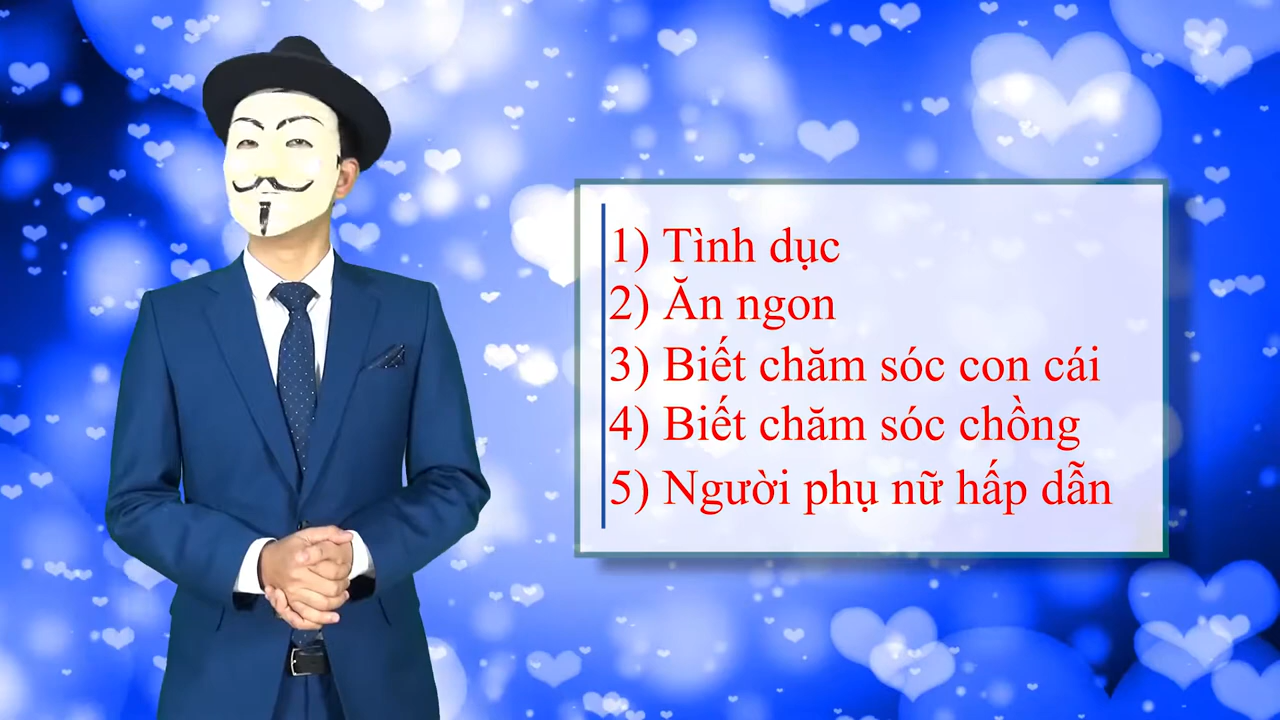 1) Tình dục
2) Ăn ngon
3) Biết chăm sóc con cái
4) Biết chăm sóc chồng
5) Người phụ nữ hấp dẫn